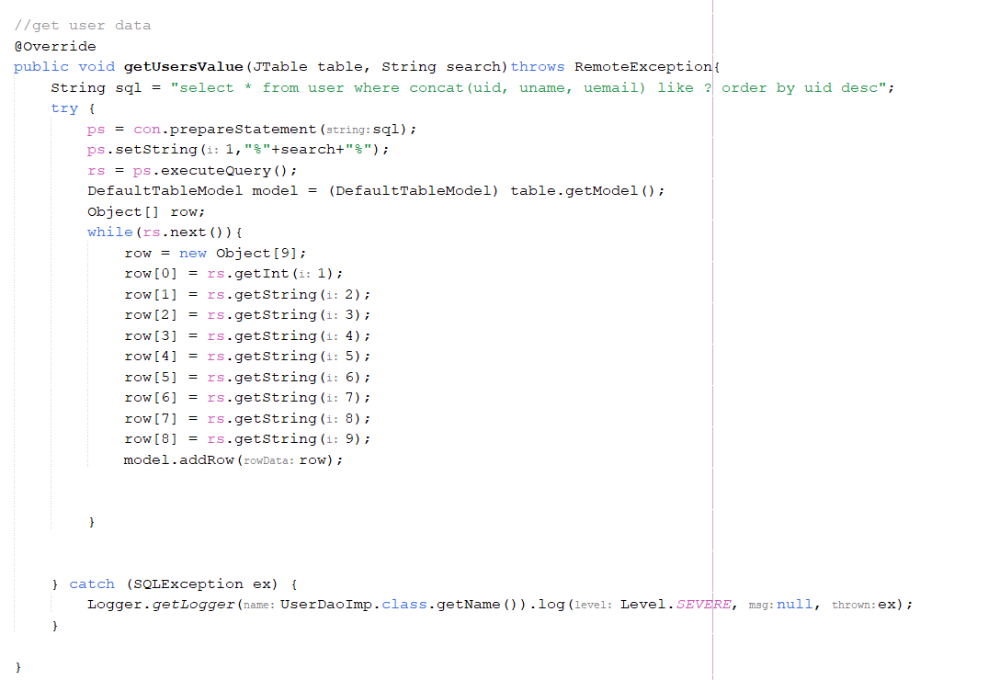 //get user data
@Override
public void getUsersValue(JTable table, String search)throws RemoteException{
String sql = "select * from user where concat(uid, uname, uemail) like ? order by uid desc";
try {
ps = con.prepareStatement(string:sql);
ps.setString(i: 1,"%"+search+"%");
rs = ps.executeQuery();
DefaultTableModel model = (DefaultTableModel) table.getModel();
Object[] row;
while(rs.next()){
row = new Object[9];
row[0] = rs.getInt(i: 1);
row[1] = rs.getString(i: 2);
row[2] = rs.getString(i: 3);
row[3] = rs.getString(i: 4);
row[4] = rs.getString(i: 5);
row[5] = rs.getString(i: 6);
row[6] = rs.getString(i: 7);
row[7] = rs.getString(i: 8);
row[8] = rs.getString(i: 9);
model.addRow(rowData: row);
}
} catch (SQLException ex) {
Logger.getLogger(name: UserDaoImp.class.getName()).log(level: Level.SEVERE, msg: null, thrown: ex);
}
}